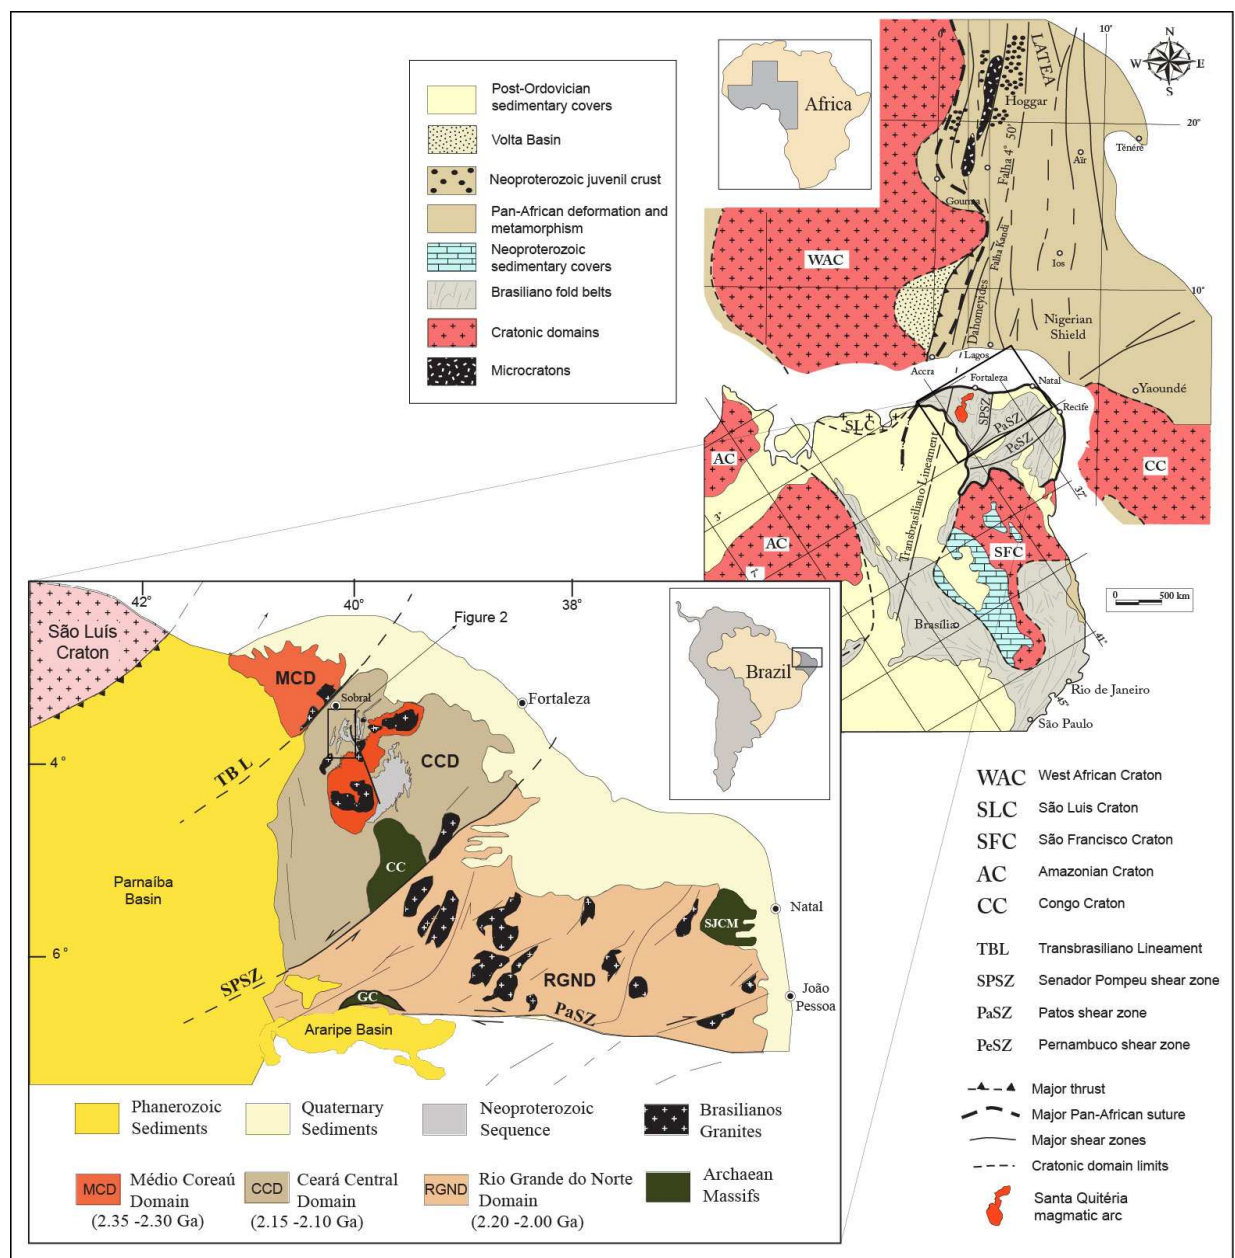 Post-Ordovician
sedimentary covers
Volta Basin
Neoproterozoic juvenil crust
Pan-African deformation and
metamorphism
Neoproterozoic
sedimentary covers
Brasiliano fold belts
Cratonic domains
Microcratons
Africa
0°
10°
LATEA
N
W
E
S
Hoggar
20°
Ténéré
Aïr
Falha 4° 50'
Gourma
Falha Kandi
WAC
Ios
10°
Dahomeyides
Nigerian
Shield
Lagos
Accra
Yaoundé
Fortaleza
Natal
Recife
SPSZ
PaSZ
PeSZ
SLC
AC
CC
37°
Transbrasiliano Lineament
3°
AC
7°
SFC
0
500 km
Brasília
41°
45°
Rio de Janeiro
São Paulo
42°
40°
38°
Figure 2
São Luís
Craton
MCD
Sobral
Fortaleza
Brazil
TB L
CCD
4°
CC
Parnaíba
Basin
SJCM
Natal
6°
SPSZ
RGND
GC
PaSZ
João
Pessoa
Araripe Basin
WAC West African Craton
SLC São Luis Craton
SFC São Francisco Craton
AC Amazonian Craton
CC Congo Craton
TBL Transbrasiliano Lineament
SPSZ Senador Pompeu shear zone
PaSZ Patos shear zone
PeSZ Pernambuco shear zone
Major thrust
Major Pan-African suture
Major shear zones
Cratonic domain limits
Santa Quitéria
magmatic arc
Phanerozoic
Sediments
Quaternary
Sediments
Neoproterozoic
Sequence
Brasilianos
Granites
MCD
Médio Coreaú
Domain
(2.35 -2.30 Ga)
CCD
Ceará Central
Domain
(2.15 -2.10 Ga)
RGND
Rio Grande do Norte
Domain
(2.20 -2.00 Ga)
Archaean
Massifs